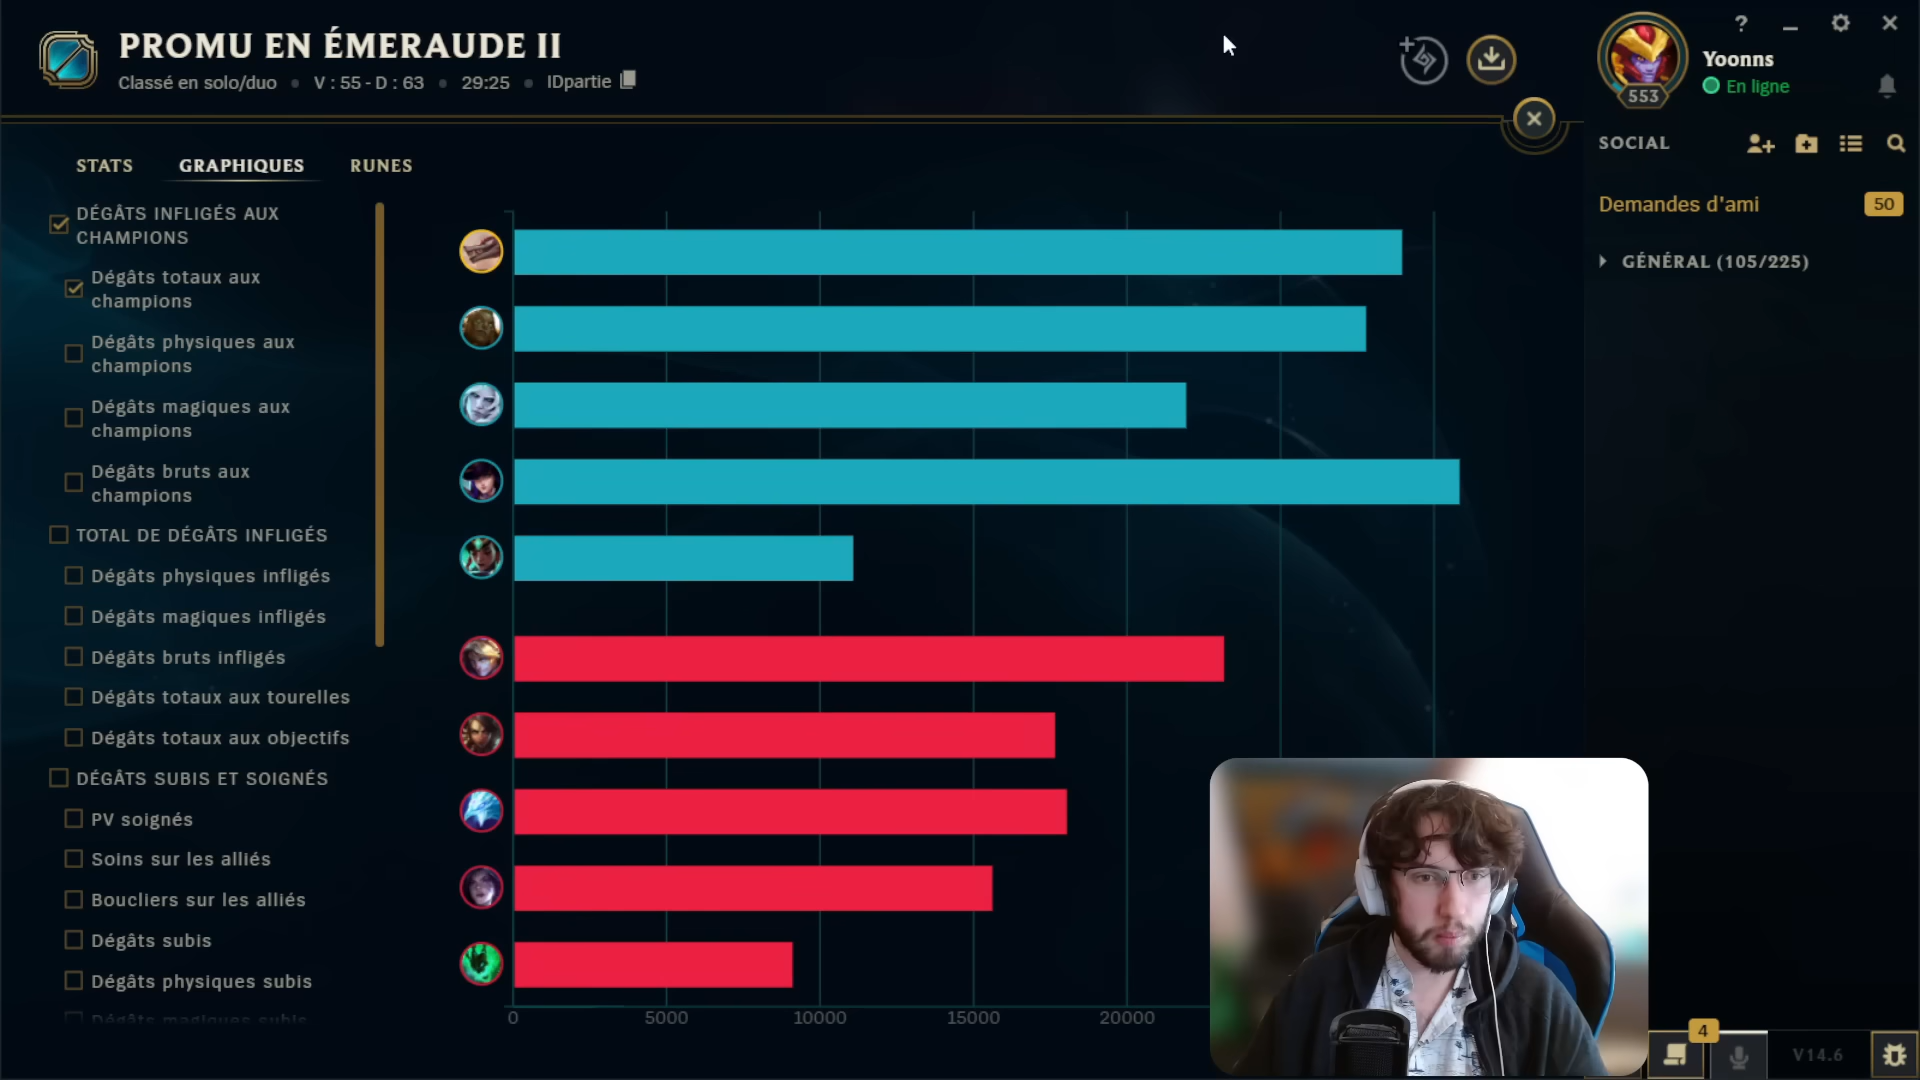 PROMU EN ÉMERAUDE II
Classé en solo/duo • V : 55 - D : 63 • 29:25 • IDpartie
?
Yoonns
En ligne
553
SOCIAL
Demandes d'ami 50
GÉNÉRAL (105/225)
STATS GRAPHIQUES RUNES
DÉGÂTS INFLIGÉS AUX
CHAMPIONS
Dégâts totaux aux
champions
Dégâts physiques aux
champions
Dégâts magiques aux
champions
Dégâts bruts aux
champions
TOTAL DE DÉGÂTS INFLIGÉS
Dégâts physiques infligés
Dégâts magiques infligés
Dégâts bruts infligés
Dégâts totaux aux tourelles
Dégâts totaux aux objectifs
DÉGÂTS SUBIS ET SOIGNÉS
PV soignés
Soins sur les alliés
Boucliers sur les alliés
Dégâts subis
Dégâts physiques subis
Dégâts magiques subis
0 5000 10000 15000 20000
4
V14.6